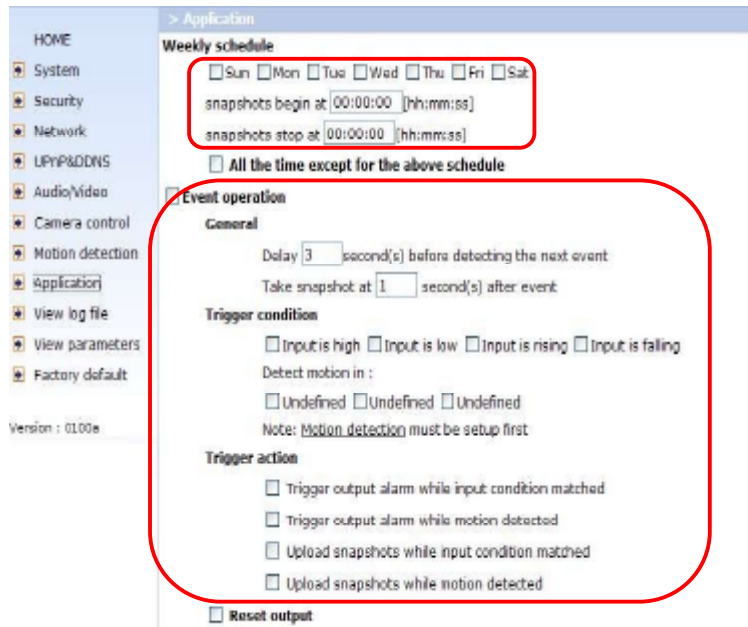 > Application
HOME
System
Security
Network
UPnP&DDNS
Audio/Video
Camera control
Motion detection
Application
View log file
View parameters
Factory default
Version : 0100a
Weekly schedule
Sun Mon Tue Wed Thu Fri Sat
snapshots begin at 00:00:00 [hh:mm:ss]
snapshots stop at 00:00:00 [hh:mm:ss]
All the time except for the above schedule
Event operation
General
Delay 3 second(s) before detecting the next event
Take snapshot at 1 second(s) after event
Trigger condition
Input is high Input is low Input is rising Input is falling
Detect motion in :
Undefined Undefined Undefined
Note: Motion detection must be setup first
Trigger action
Trigger output alarm while input condition matched
Trigger output alarm while motion detected
Upload snapshots while input condition matched
Upload snapshots while motion detected
Reset output